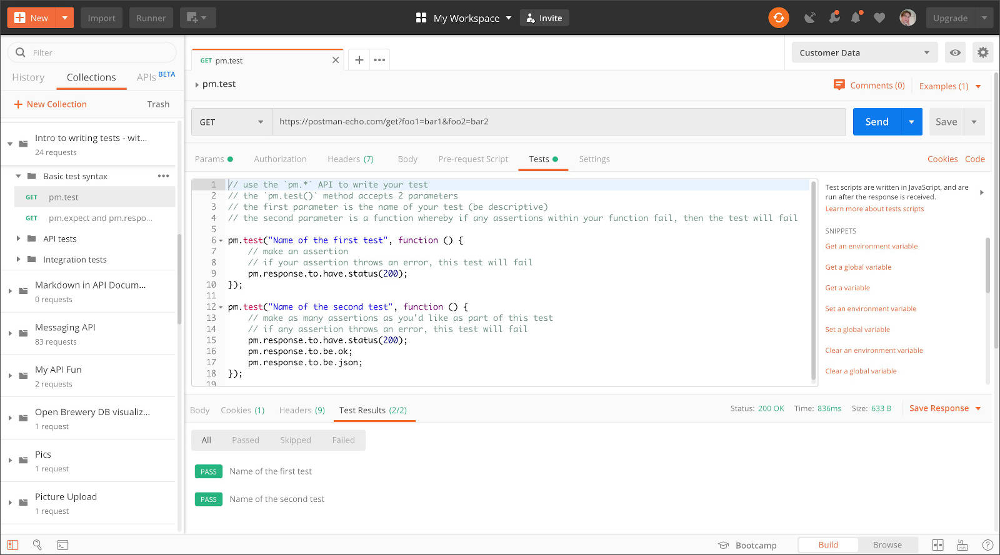 New
Import
Runner
My Workspace
Invite
Upgrade
Filter
History
Collections
APIs BETA
New Collection
Trash
Intro to writing tests - wit...
24 requests
Basic test syntax
GET pm.test
GET pm.expect and pm.respo...
API tests
Integration tests
Markdown in API Docum...
0 requests
Messaging API
83 requests
My API Fun
2 requests
Open Brewery DB visualiz...
1 request
Pics
1 request
Picture Upload
1 request
GET pm.test
Customer Data
pm.test
Comments (0)
Examples (1)
GET
https://postman-echo.com/get?foo1=bar1&foo2=bar2
Send
Save
Params
Authorization
Headers (7)
Body
Pre-request Script
Tests
Settings
Cookies
Code
1 // use the `pm.*` API to write your test
2 // the `pm.test()` method accepts 2 parameters
3 // the first parameter is the name of your test (be descriptive)
4 // the second parameter is a function whereby if any assertions within your function fail, then the test will fail
5
6 pm.test("Name of the first test", function () {
7 // make an assertion
8 // if your assertion throws an error, this test will fail
9 pm.response.to.have.status(200);
10 });
11
12 pm.test("Name of the second test", function () {
13 // make as many assertions as you'd like as part of this test
14 // if any assertion throws an error, this test will fail
15 pm.response.to.have.status(200);
16 pm.response.to.be.ok;
17 pm.response.to.be.json;
18 });
19
Test scripts are written in JavaScript, and are
run after the response is received.
Learn more about tests scripts
SNIPPETS
Get an environment variable
Get a global variable
Get a variable
Set an environment variable
Set a global variable
Clear an environment variable
Clear a global variable
Body
Cookies (1)
Headers (9)
Test Results (2/2)
Status: 200 OK
Time: 836ms
Size: 633 B
Save Response
All
Passed
Skipped
Failed
PASS Name of the first test
PASS Name of the second test
Bootcamp
Build
Browse